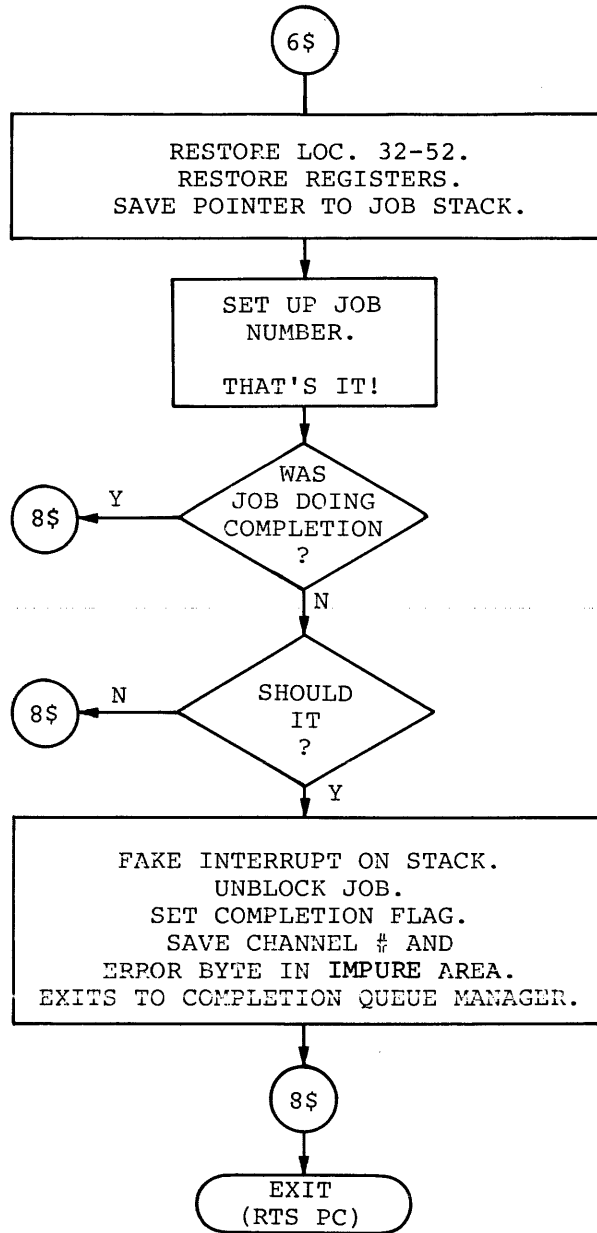 6$
RESTORE LOC. 32-52.
RESTORE REGISTERS.
SAVE POINTER TO JOB STACK.
SET UP JOB
NUMBER.
THAT'S IT!
WAS
JOB DOING
COMPLETION
?
Y
8$
N
SHOULD
IT
?
N
8$
Y
FAKE INTERRUPT ON STACK.
UNBLOCK JOB.
SET COMPLETION FLAG.
SAVE CHANNEL # AND
ERROR BYTE IN IMPURE AREA.
EXITS TO COMPLETION QUEUE MANAGER.
8$
EXIT
(RTS PC)